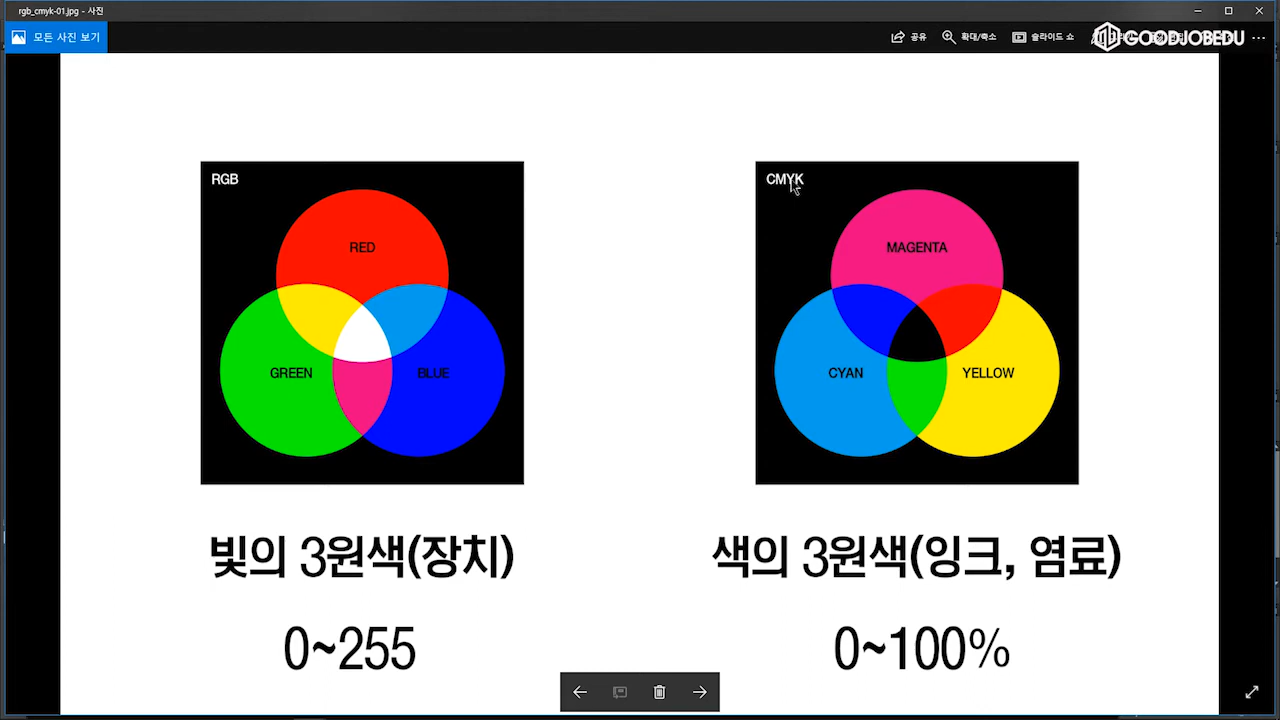 rgb_cmyk-01.jpg - 사진
모든 사진 보기
공유
확대/축소
슬라이드 쇼
GOODJOBEDU
RGB
RED
GREEN
BLUE
CMYK
MAGENTA
CYAN
YELLOW
빛의 3원색(장치)
0~255
색의 3원색(잉크, 염료)
0~100%